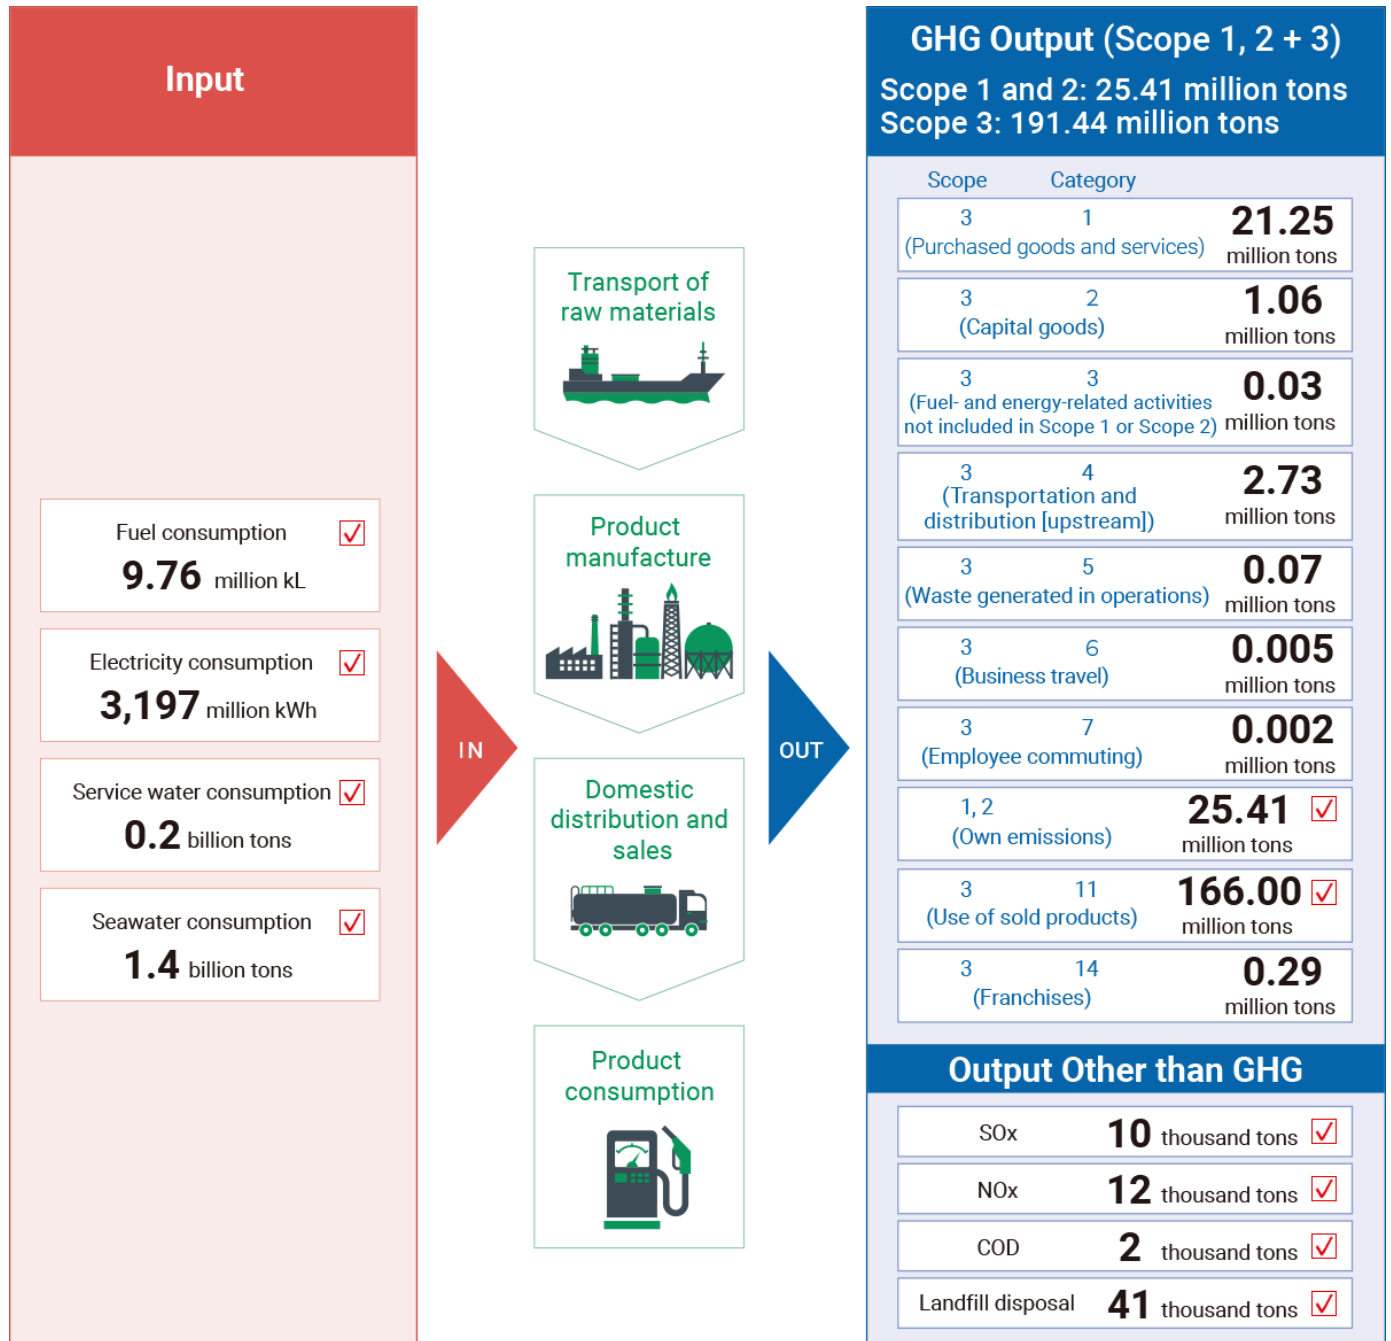 Input
Fuel consumption
9.76 million kL
Electricity consumption
3,197 million kWh
Service water consumption
0.2 billion tons
Seawater consumption
1.4 billion tons
IN
Transport of
raw materials
Product
manufacture
Domestic
distribution and
sales
Product
consumption
OUT
GHG Output (Scope 1, 2 + 3)
Scope 1 and 2: 25.41 million tons
Scope 3: 191.44 million tons
Scope Category
3 1
(Purchased goods and services)
21.25
million tons
3 2
(Capital goods)
1.06
million tons
3 3
(Fuel- and energy-related activities
not included in Scope 1 or Scope 2)
0.03
million tons
3 4
(Transportation and
distribution [upstream])
2.73
million tons
3 5
(Waste generated in operations)
0.07
million tons
3 6
(Business travel)
0.005
million tons
3 7
(Employee commuting)
0.002
million tons
1, 2
(Own emissions)
25.41
million tons
3 11
(Use of sold products)
166.00
million tons
3 14
(Franchises)
0.29
million tons
Output Other than GHG
SOx 10 thousand tons
NOx 12 thousand tons
COD 2 thousand tons
Landfill disposal 41 thousand tons